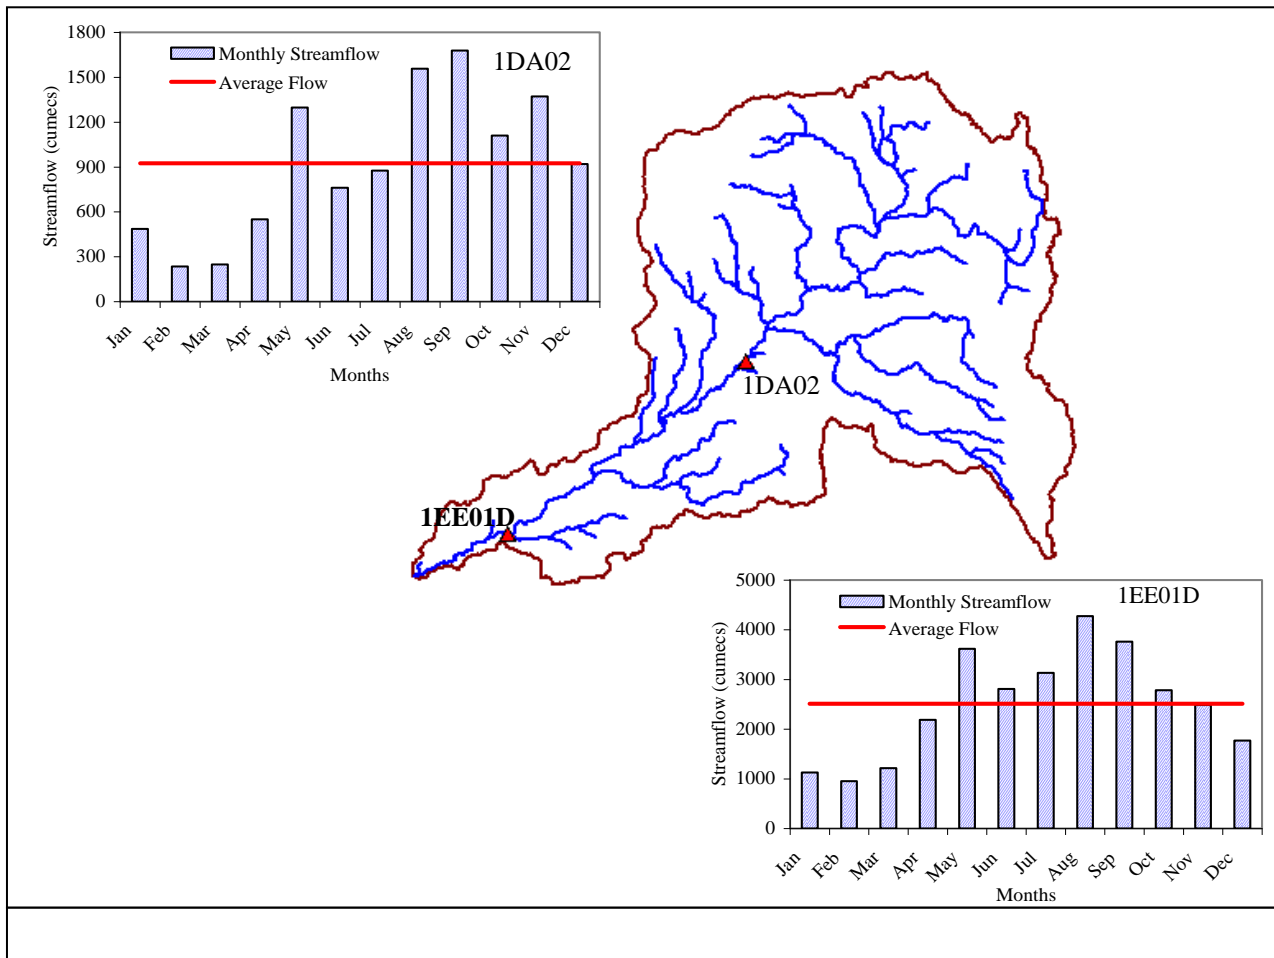 1DA02
Monthly Streamflow
Average Flow
Streamflow (cumecs)
1800
1500
1200
900
600
300
0
Jan Feb Mar Apr May Jun Jul Aug Sep Oct Nov Dec
Months
1DA02
1EE01D
1EE01D
Monthly Streamflow
Average Flow
Streamflow (cumecs)
5000
4000
3000
2000
1000
0
Jan Feb Mar Apr May Jun Jul Aug Sep Oct Nov Dec
Months